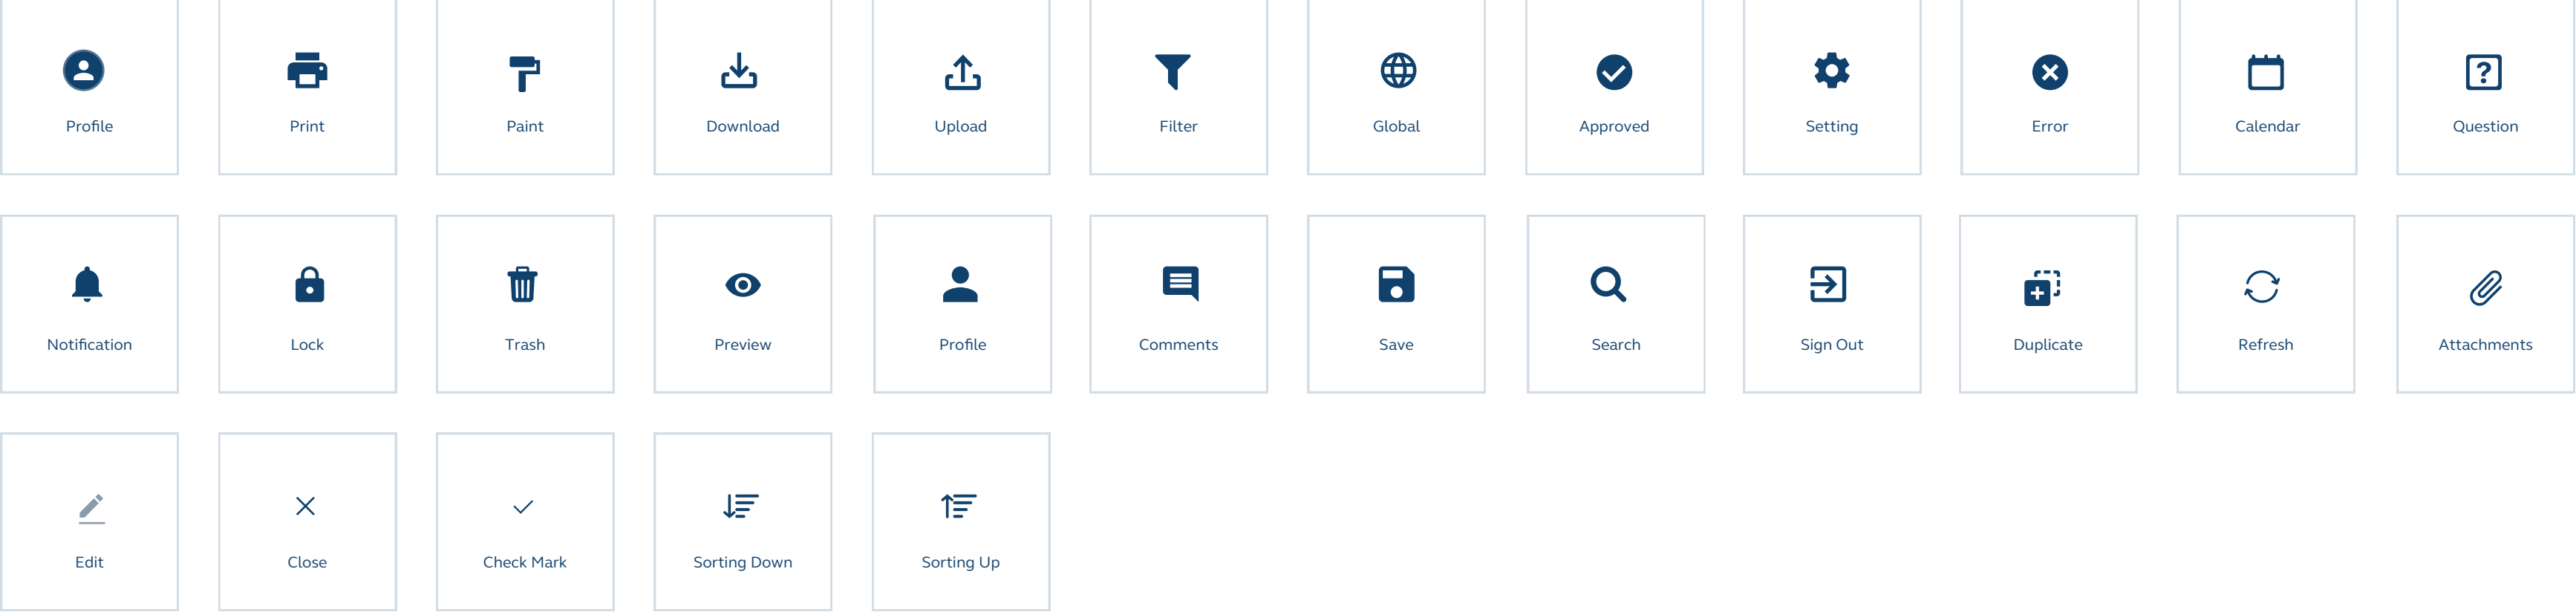 Profile
Print
Paint
Download
Upload
Filter
Global
Approved
Setting
Error
Calendar
Question
?
Notification
Lock
Trash
Preview
Profile
Comments
Save
Search
Sign Out
Duplicate
Refresh
Attachments
Edit
Close
Check Mark
Sorting Down
Sorting Up